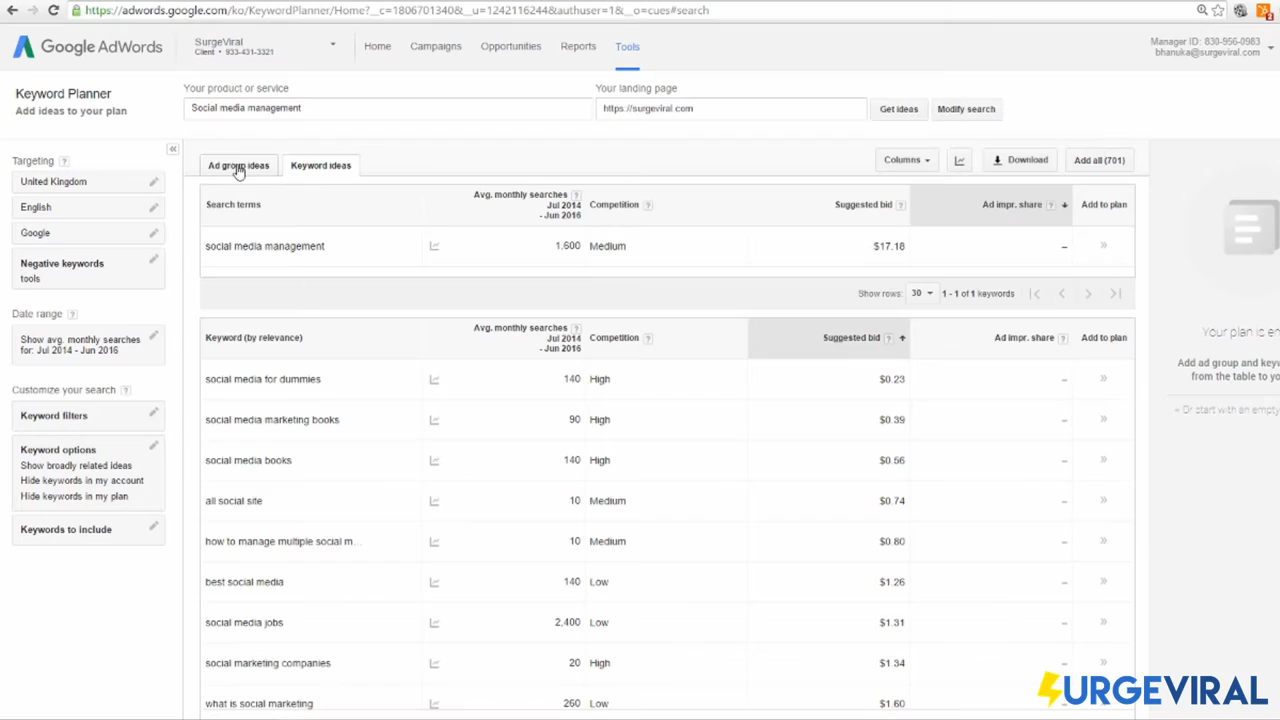 https://adwords.google.com/ko/KeywordPlanner/Home?__c=1806701340&__u=1242116244&authuser=1&__o=cues#search
Google AdWords
SurgeViral
Client • 933-431-3321
Home Campaigns Opportunities Reports Tools
Manager ID: 830-956-0983
bhanuka@surgeviral.com
Keyword Planner
Add ideas to your plan
Your product or service
Social media management
Your landing page
https://surgeviral.com
Get ideas
Modify search
Targeting ?
United Kingdom
English
Google
Negative keywords
tools
Date range ?
Show avg. monthly searches
for: Jul 2014 - Jun 2016
Customize your search ?
Keyword filters
Keyword options
Show broadly related ideas
Hide keywords in my account
Hide keywords in my plan
Keywords to include
Ad group ideas Keyword ideas
Columns Download Add all (701)
Search terms
Avg. monthly searches ?
Jul 2014
- Jun 2016
Competition ?
Suggested bid ?
Ad impr. share ?
Add to plan
social media management 1,600 Medium $17.18 –
Show rows: 30 1 - 1 of 1 keywords
Keyword (by relevance)
Avg. monthly searches ?
Jul 2014
- Jun 2016
Competition ?
Suggested bid ?
Ad impr. share ?
Add to plan
social media for dummies 140 High $0.23 –
social media marketing books 90 High $0.39 –
social media books 140 High $0.56 –
all social site 10 Medium $0.74 –
how to manage multiple social m... 10 Medium $0.80 –
best social media 140 Low $1.26 –
social media jobs 2,400 Low $1.31 –
social marketing companies 20 High $1.34 –
what is social marketing 260 Low $1.60 –
Your plan is e
Add ad group and keyw
from the table to yo
+ Or start with an empty
SURGEVIRAL